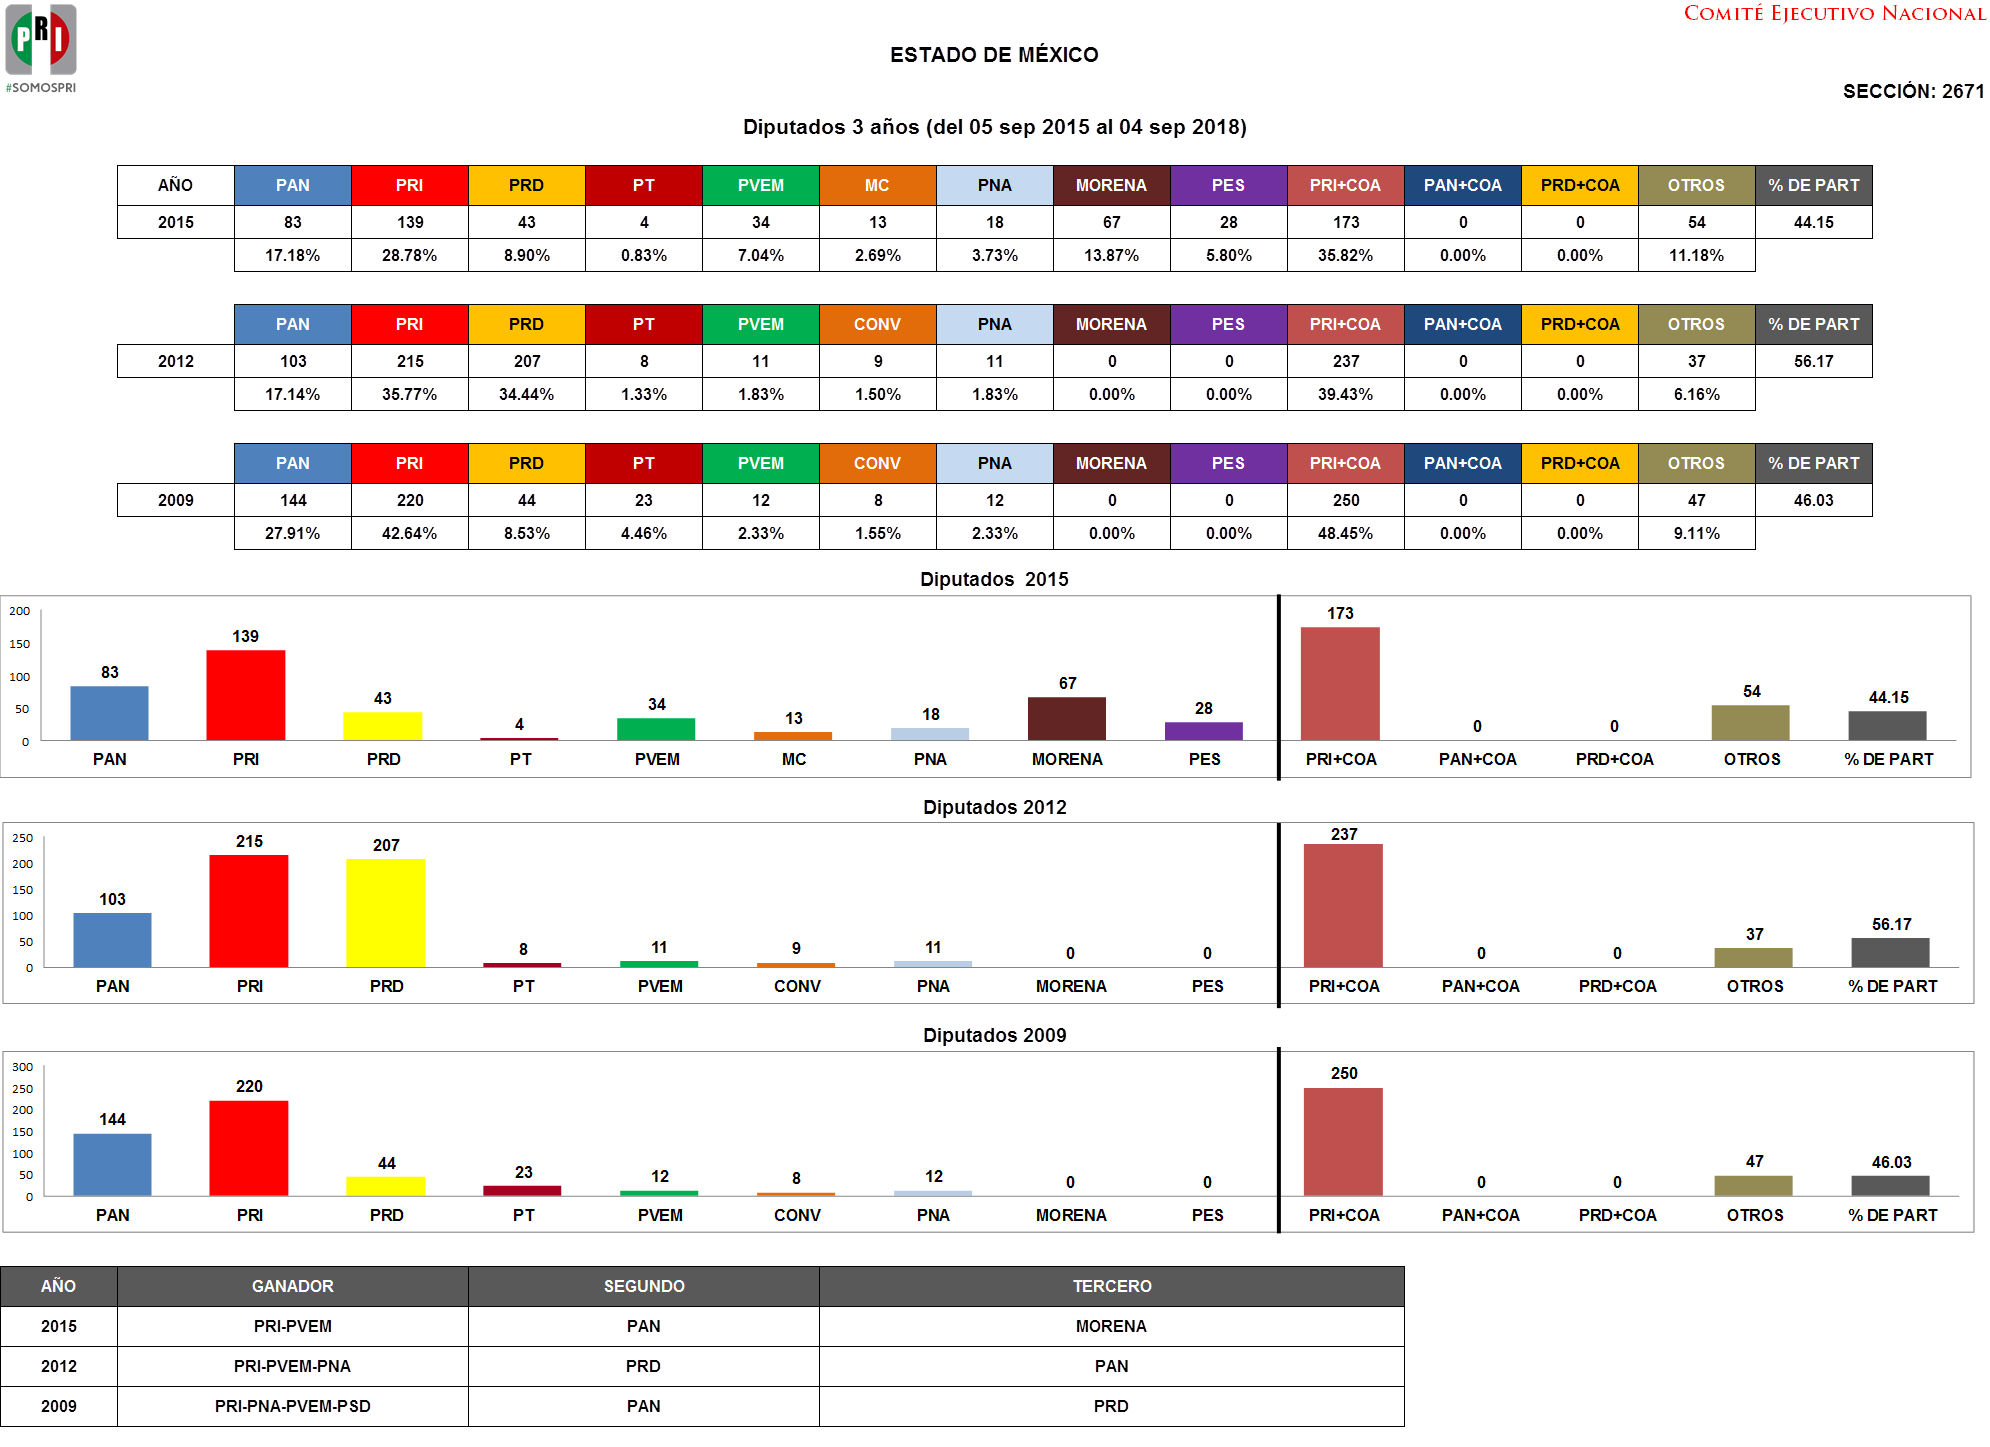 PRI
#SOMOSPRI
COMITÉ EJECUTIVO NACIONAL
ESTADO DE MÉXICO
SECCIÓN: 2671
Diputados 3 años (del 05 sep 2015 al 04 sep 2018)
AÑO PAN PRI PRD PT PVEM MC PNA MORENA PES PRI+COA PAN+COA PRD+COA OTROS % DE PART
2015 83 139 43 4 34 13 18 67 28 173 0 0 54 44.15
17.18% 28.78% 8.90% 0.83% 7.04% 2.69% 3.73% 13.87% 5.80% 35.82% 0.00% 0.00% 11.18%
PAN PRI PRD PT PVEM CONV PNA MORENA PES PRI+COA PAN+COA PRD+COA OTROS % DE PART
2012 103 215 207 8 11 9 11 0 0 237 0 0 37 56.17
17.14% 35.77% 34.44% 1.33% 1.83% 1.50% 1.83% 0.00% 0.00% 39.43% 0.00% 0.00% 6.16%
PAN PRI PRD PT PVEM CONV PNA MORENA PES PRI+COA PAN+COA PRD+COA OTROS % DE PART
2009 144 220 44 23 12 8 12 0 0 250 0 0 47 46.03
27.91% 42.64% 8.53% 4.46% 2.33% 1.55% 2.33% 0.00% 0.00% 48.45% 0.00% 0.00% 9.11%
Diputados 2015
200
150
100
50
0
83 139 43 4 34 13 18 67 28 173 0 0 54 44.15
PAN PRI PRD PT PVEM MC PNA MORENA PES PRI+COA PAN+COA PRD+COA OTROS % DE PART
Diputados 2012
250
200
150
100
50
0
103 215 207 8 11 9 11 0 0 237 0 0 37 56.17
PAN PRI PRD PT PVEM CONV PNA MORENA PES PRI+COA PAN+COA PRD+COA OTROS % DE PART
Diputados 2009
300
250
200
150
100
50
0
144 220 44 23 12 8 12 0 0 250 0 0 47 46.03
PAN PRI PRD PT PVEM CONV PNA MORENA PES PRI+COA PAN+COA PRD+COA OTROS % DE PART
AÑO GANADOR SEGUNDO TERCERO
2015 PRI-PVEM PAN MORENA
2012 PRI-PVEM-PNA PRD PAN
2009 PRI-PNA-PVEM-PSD PAN PRD